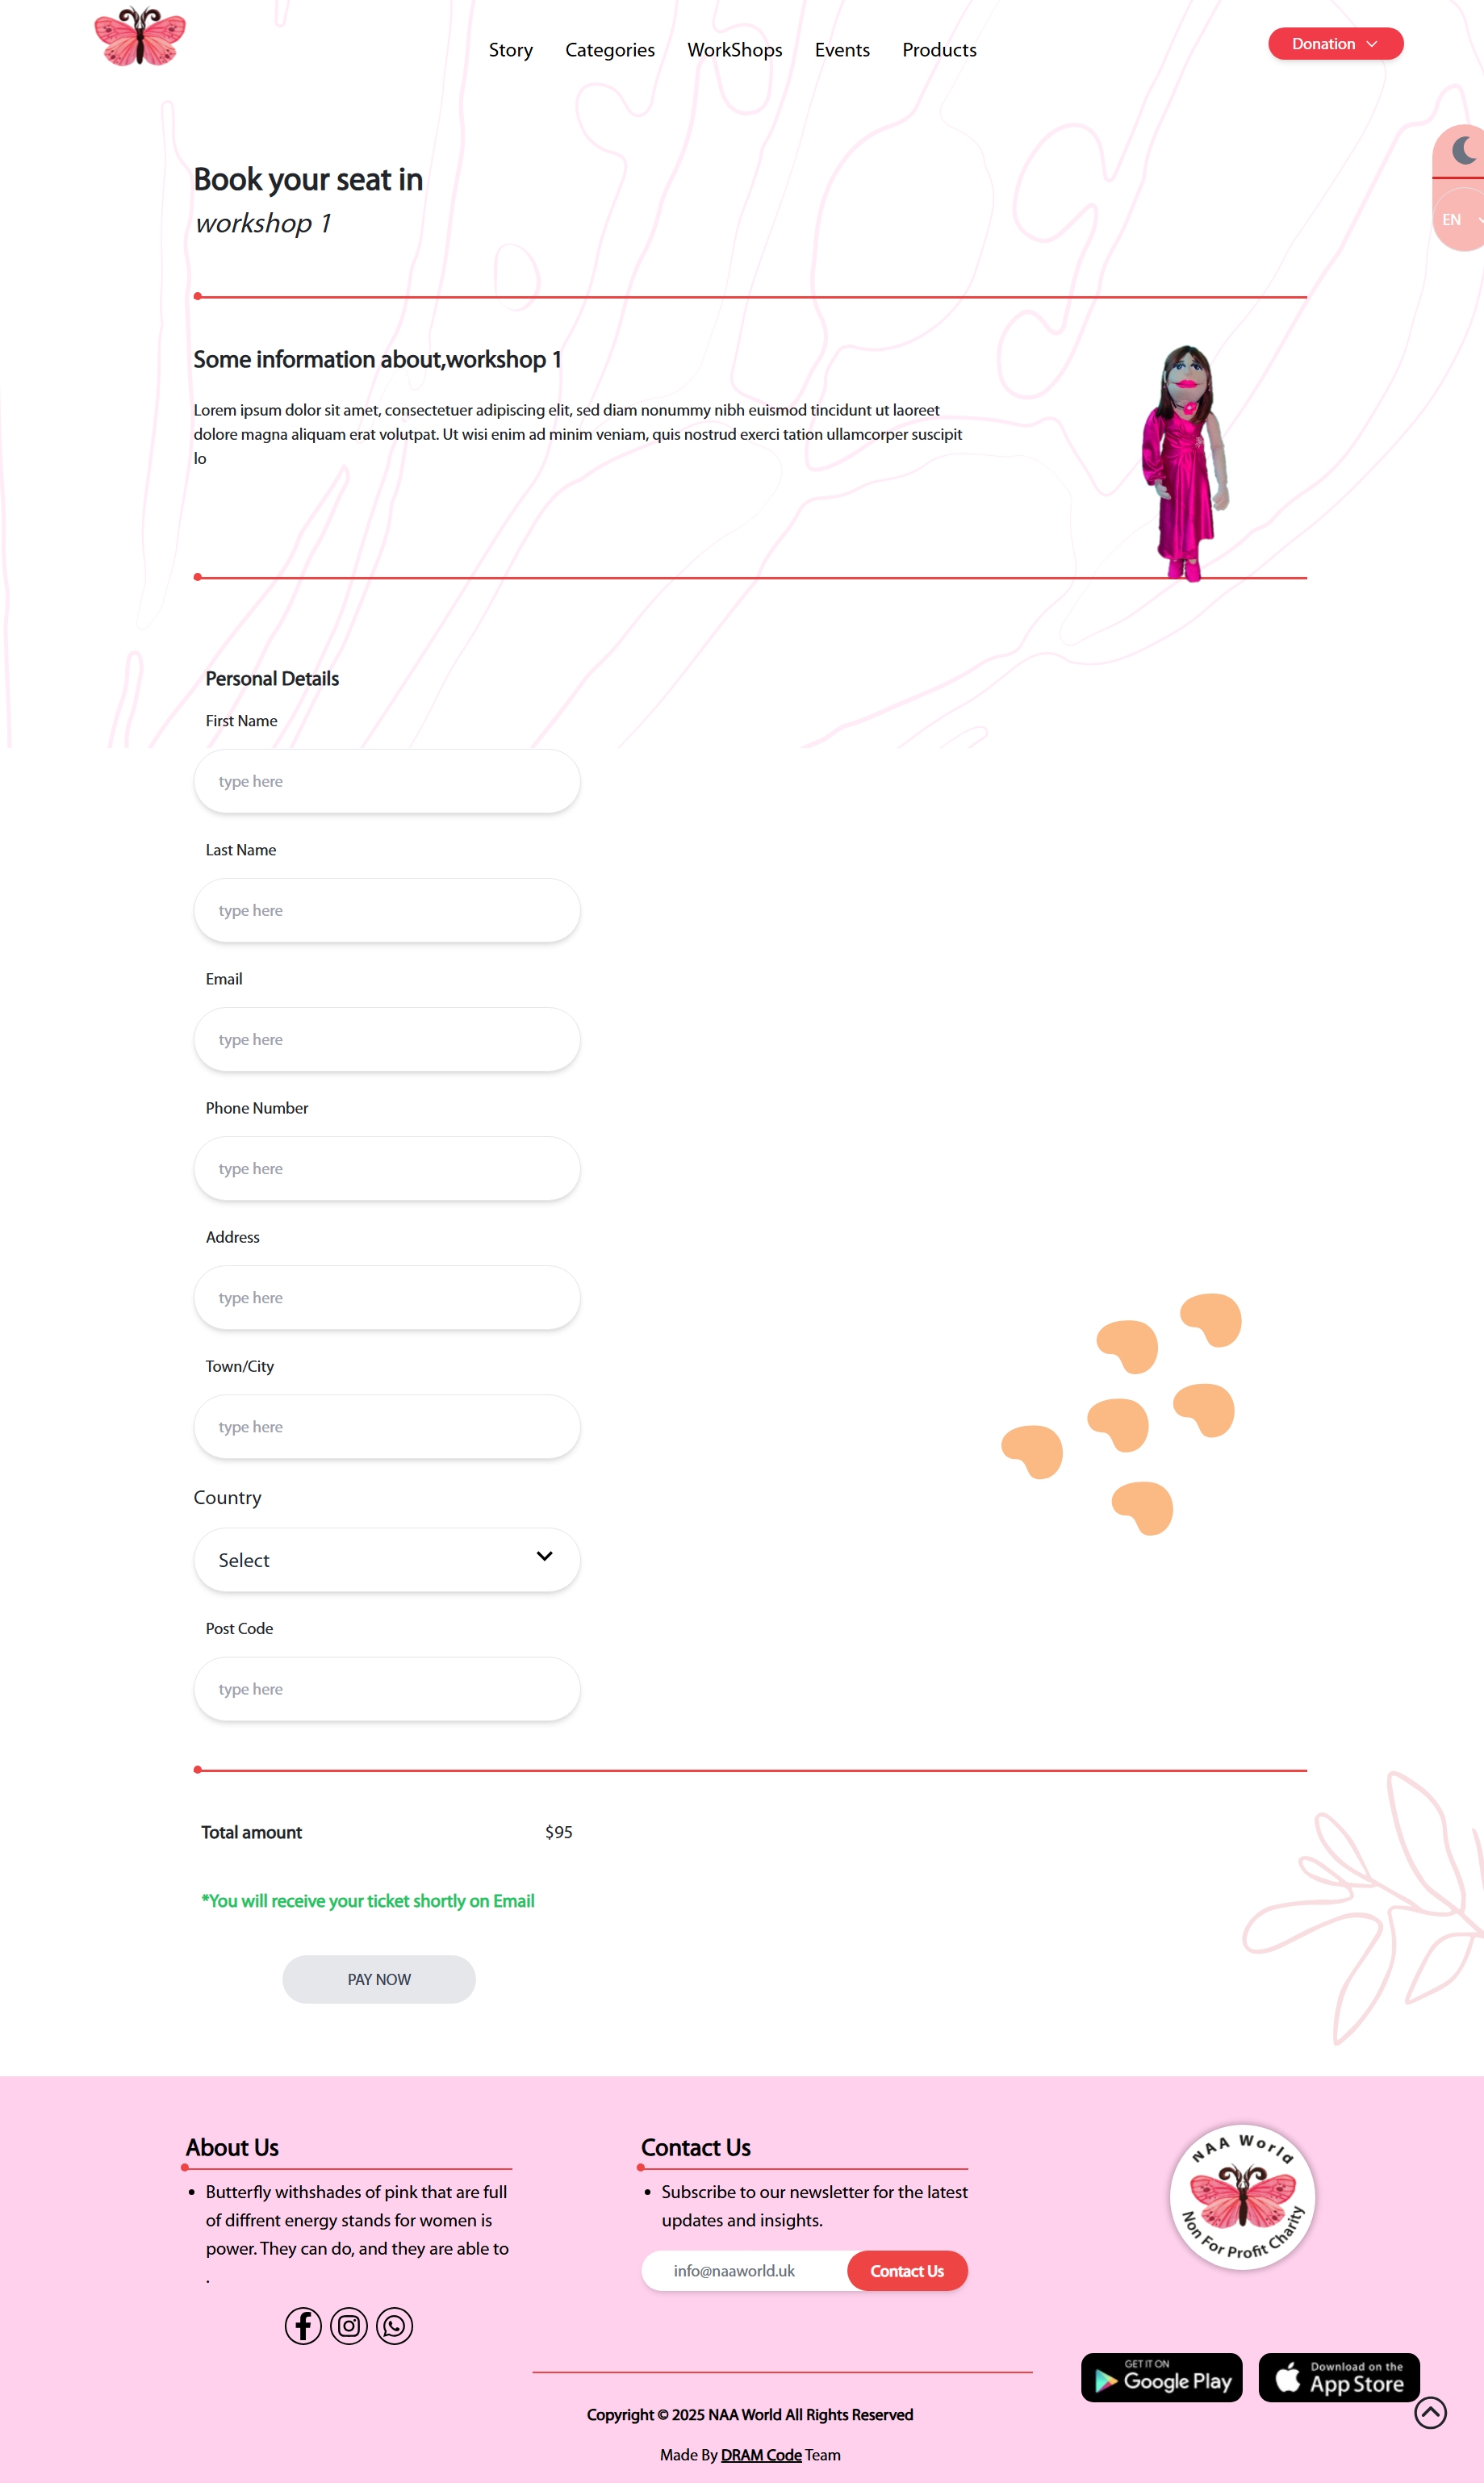 Story Categories WorkShops Events Products
Donation
EN
Book your seat in
workshop 1
Some information about,workshop 1
Lorem ipsum dolor sit amet, consectetuer adipiscing elit, sed diam nonummy nibh euismod tincidunt ut laoreet
dolore magna aliquam erat volutpat. Ut wisi enim ad minim veniam, quis nostrud exerci tation ullamcorper suscipit
lo
Personal Details
First Name
type here
Last Name
type here
Email
type here
Phone Number
type here
Address
type here
Town/City
type here
Country
Select
Post Code
type here
Total amount $95
*You will receive your ticket shortly on Email
PAY NOW
About Us
Butterfly withshades of pink that are full
of diffrent energy stands for women is
power. They can do, and they are able to
.
Contact Us
Subscribe to our newsletter for the latest
updates and insights.
info@naaworld.uk
Contact Us
NAA World
Non For Profit Charity
GET IT ON
Google Play
Download on the
App Store
Copyright © 2025 NAA World All Rights Reserved
Made By DRAM Code Team